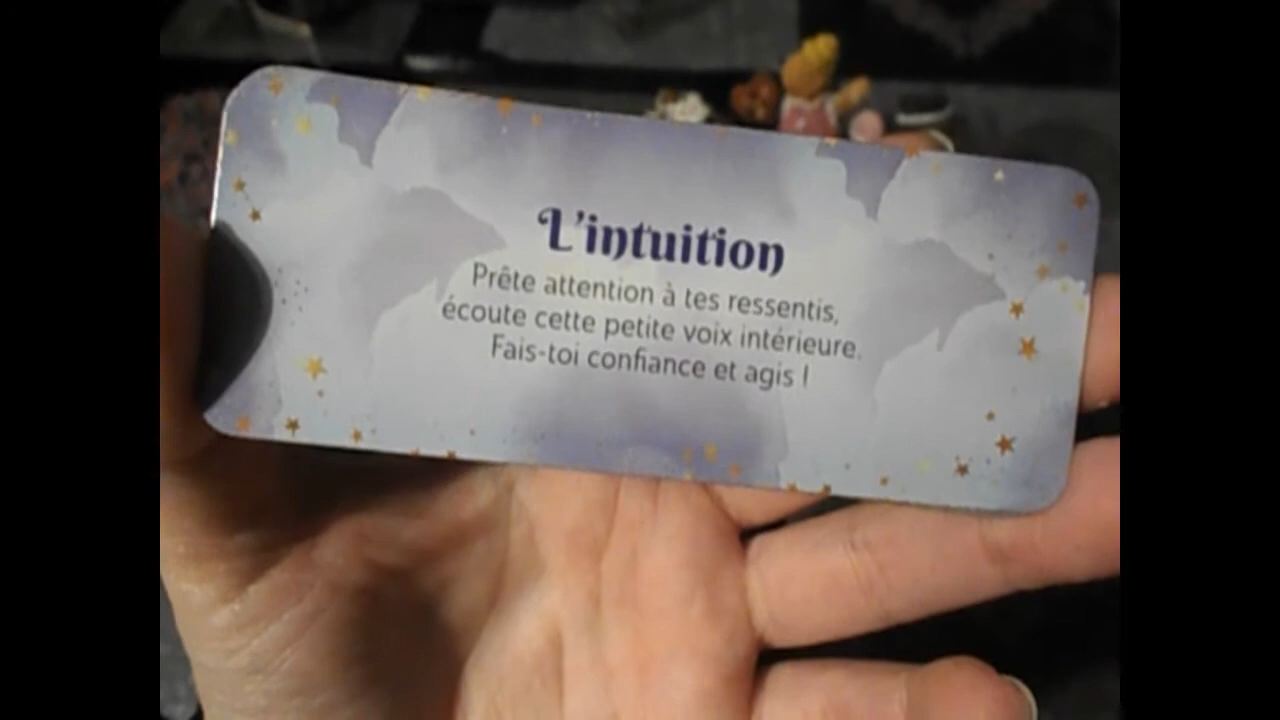 L'intuition
Prête attention à tes ressentis,
écoute cette petite voix intérieure.
Fais-toi confiance et agis !